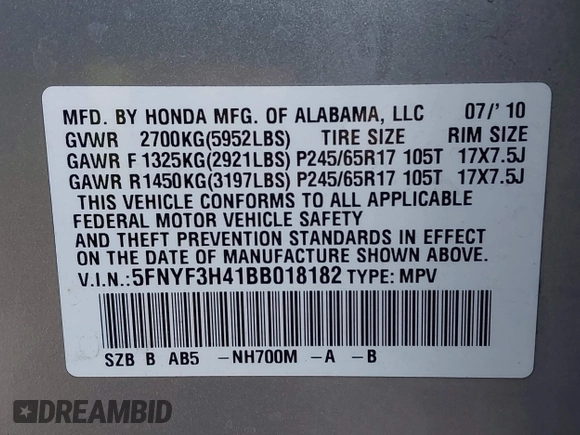 MFD. BY HONDA MFG. OF ALABAMA, LLC 07/' 10
GVWR 2700KG(5952LBS) TIRE SIZE RIM SIZE
GAWR F 1325KG(2921LBS) P245/65R17 105T 17X7.5J
GAWR R1450KG(3197LBS) P245/65R17 105T 17X7.5J
THIS VEHICLE CONFORMS TO ALL APPLICABLE
FEDERAL MOTOR VEHICLE SAFETY
AND THEFT PREVENTION STANDARDS IN EFFECT
ON THE DATE OF MANUFACTURE SHOWN ABOVE.
V.I.N.:5FNYF3H41BB018182 TYPE: MPV
SZB B AB5 -NH700M -A -B
DREAMBID